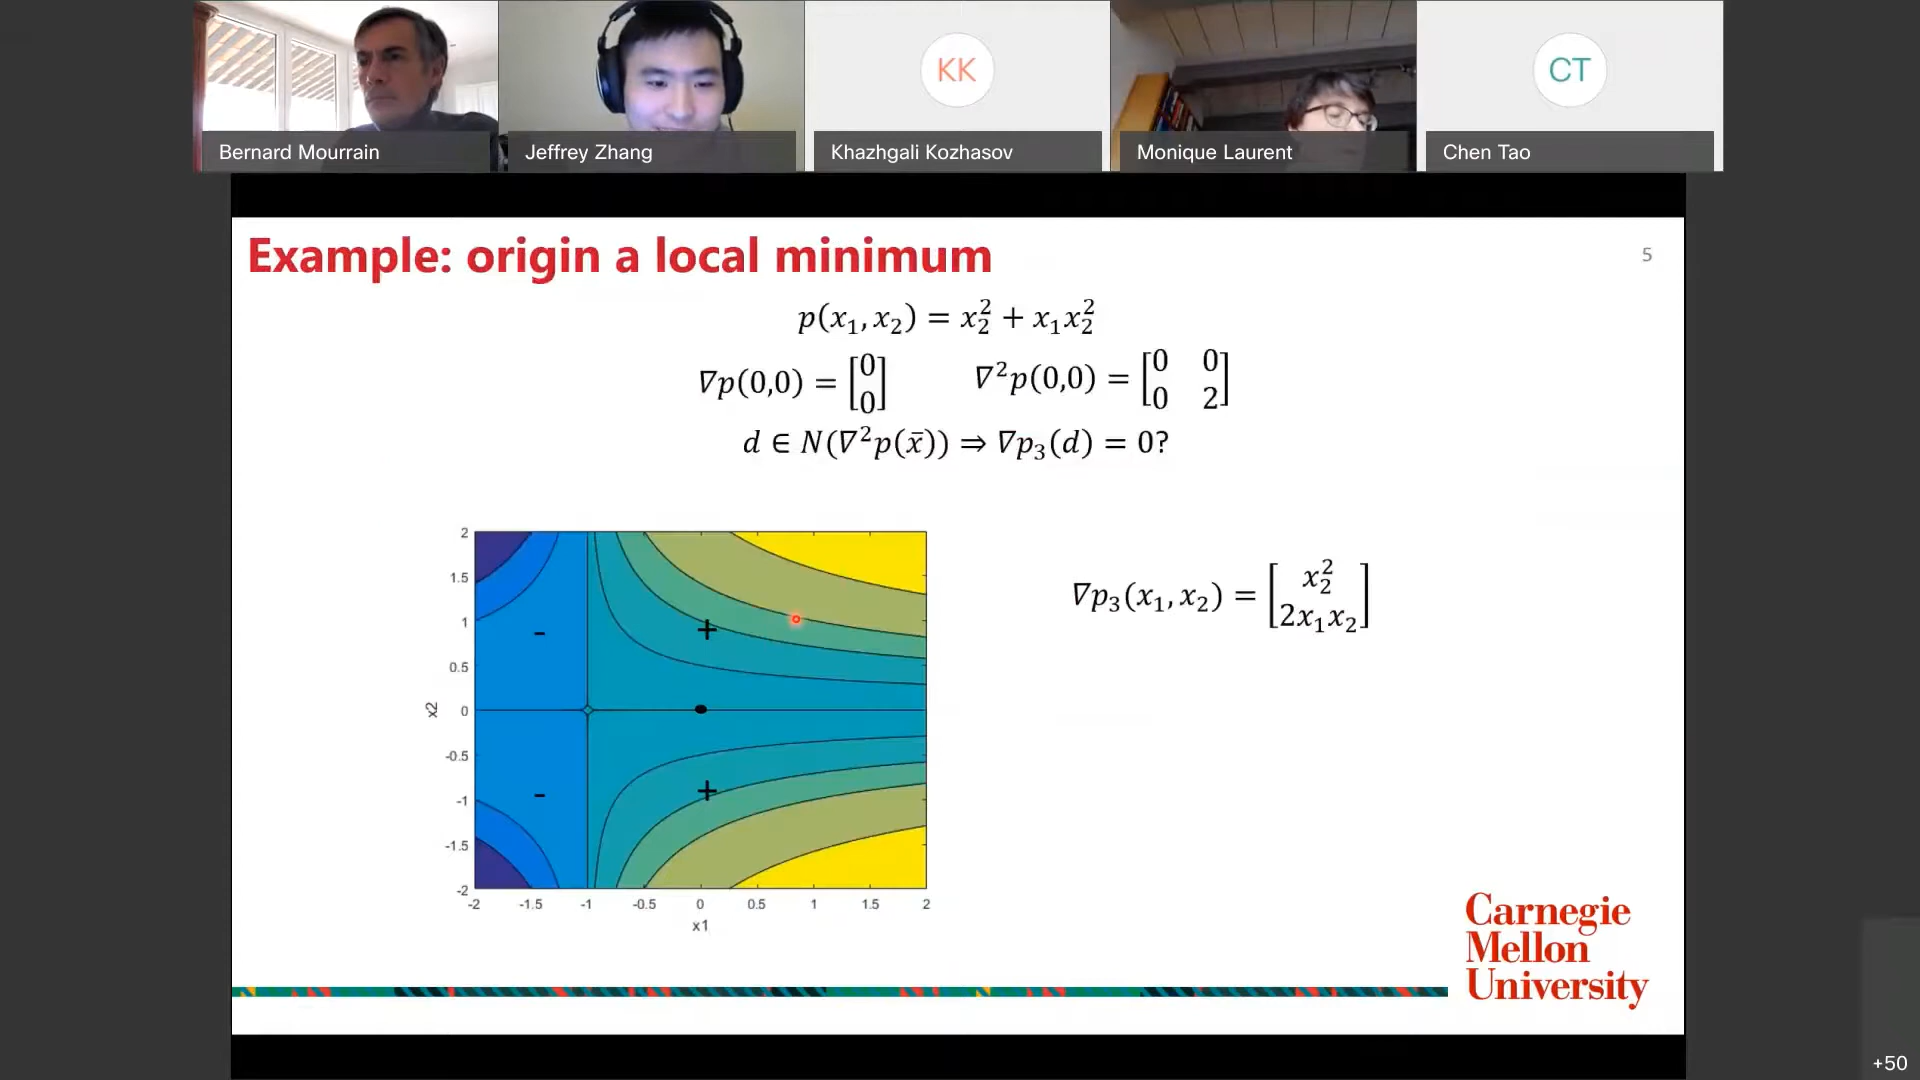 KK
CT
Bernard Mourrain
Jeffrey Zhang
Khazhgali Kozhasov
Monique Laurent
Chen Tao
Example: origin a local minimum
5
p(x₁, x₂) = x₂² + x₁x₂²
∇p(0,0) = [0 0] ∇²p(0,0) = [0 0 0 2]
d ∈ N(∇²p(x̄)) ⇒ ∇p₃(d) = 0?
2
1.5
1
0.5
0
-0.5
-1
-1.5
-2
x2
- +
- +
-2 -1.5 -1 -0.5 0 0.5 1 1.5 2
x1
∇p₃(x₁, x₂) = [x₂² 2x₁x₂]
Carnegie
Mellon
University
+50